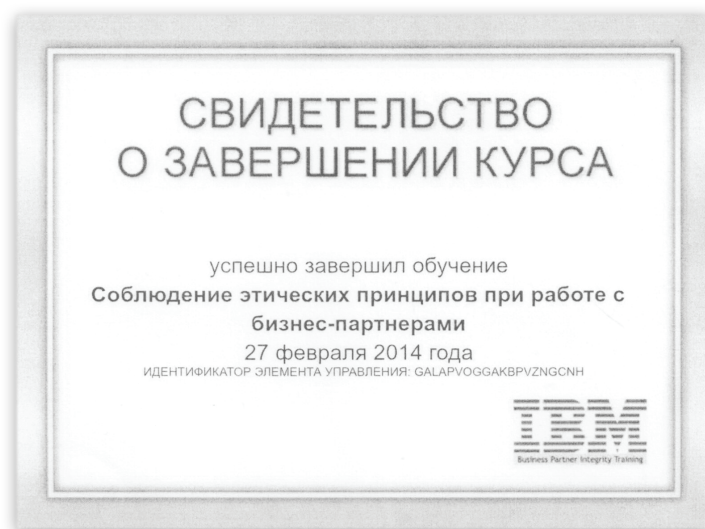 СВИДЕТЕЛЬСТВО
О ЗАВЕРШЕНИИ КУРСА
успешно завершил обучение
Соблюдение этических принципов при работе с
бизнес-партнерами
27 февраля 2014 года
ИДЕНТИФИКАТОР ЭЛЕМЕНТА УПРАВЛЕНИЯ: GALAPVOGGAKBPVZNGCNH
IBM
Business Partner Integrity Training